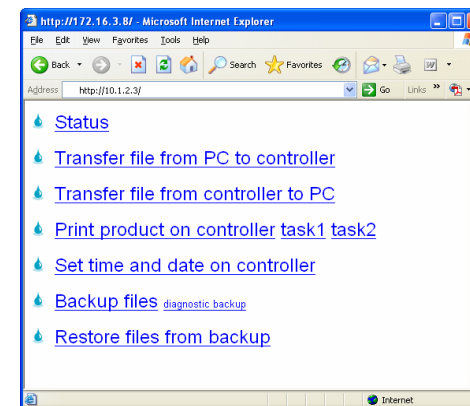 http://172.16.3.8/ - Microsoft Internet Explorer
File Edit View Favorites Tools Help
Back Search Favorites
Address http://10.1.2.3/ Go Links »
Status
Transfer file from PC to controller
Transfer file from controller to PC
Print product on controller task1 task2
Set time and date on controller
Backup files diagnostic backup
Restore files from backup
Internet